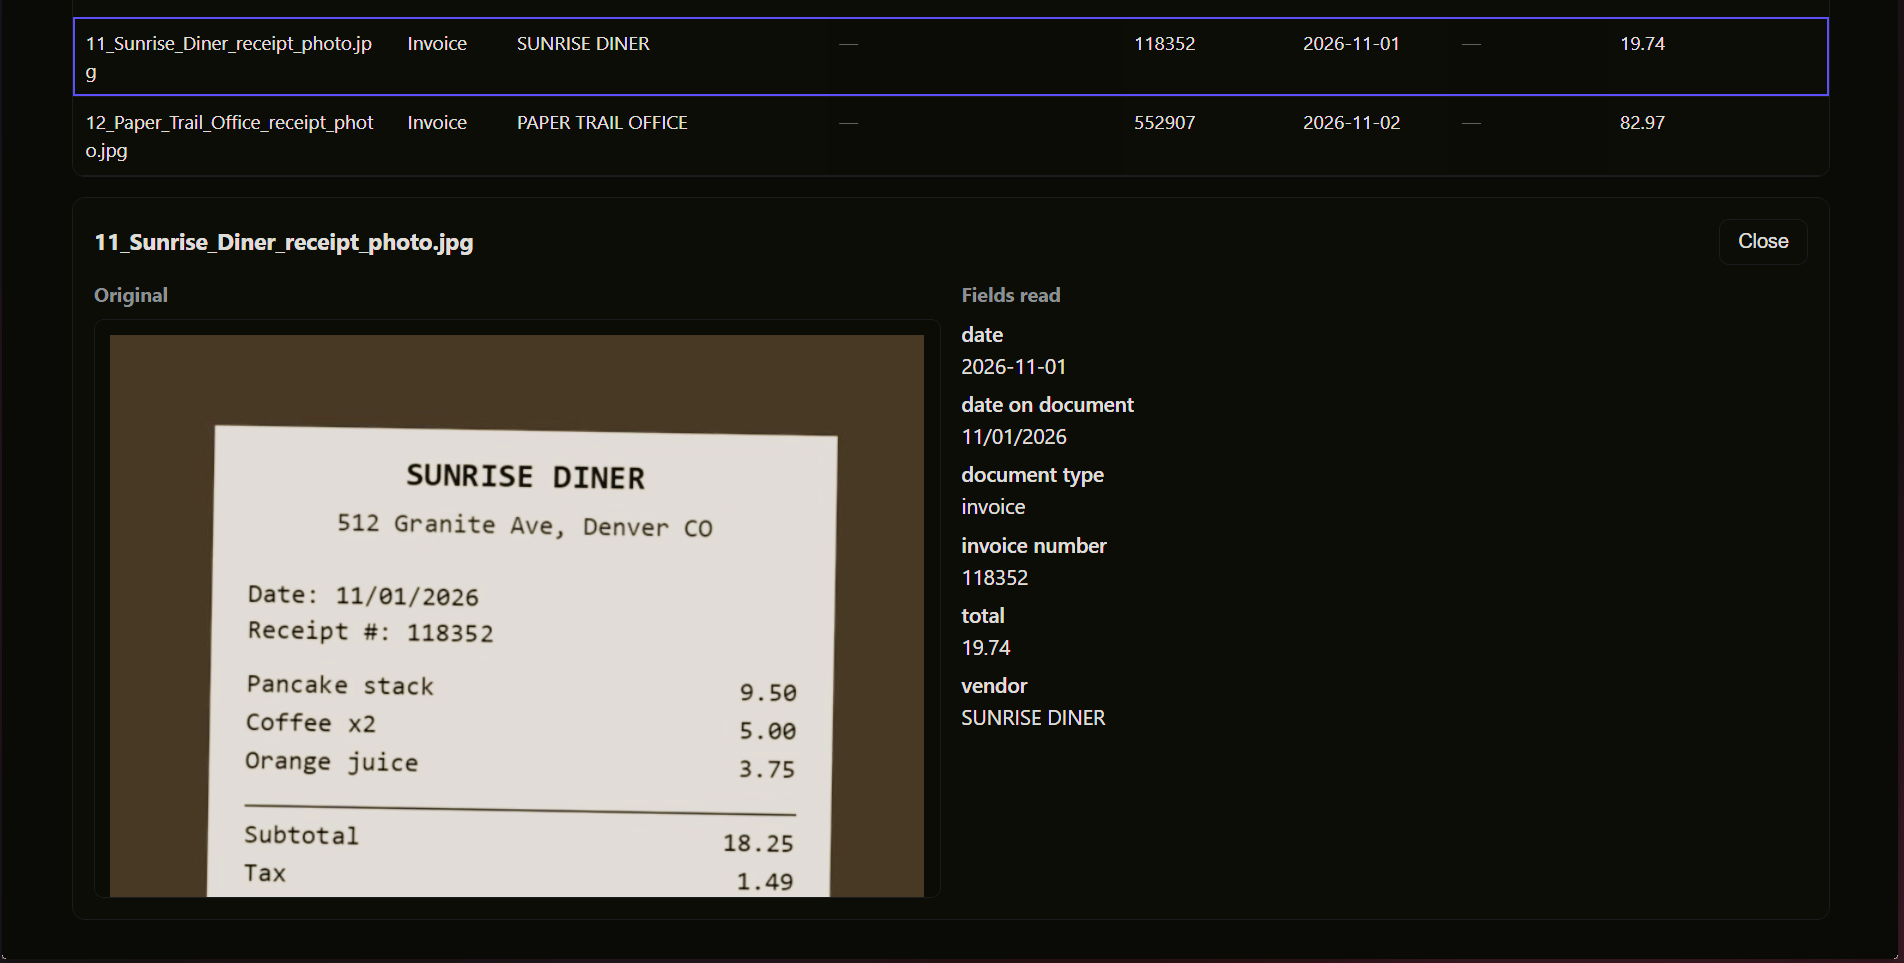 11_Sunrise_Diner_receipt_photo.jp Invoice SUNRISE DINER — 118352 2026-11-01 — 19.74
g
12_Paper_Trail_Office_receipt_phot Invoice PAPER TRAIL OFFICE — 552907 2026-11-02 — 82.97
o.jpg
11_Sunrise_Diner_receipt_photo.jpg
Close
Original
SUNRISE DINER
512 Granite Ave, Denver CO
Date: 11/01/2026
Receipt #: 118352
Pancake stack 9.50
Coffee x2 5.00
Orange juice 3.75
Subtotal 18.25
Tax 1.49
Fields read
date
2026-11-01
date on document
11/01/2026
document type
invoice
invoice number
118352
total
19.74
vendor
SUNRISE DINER